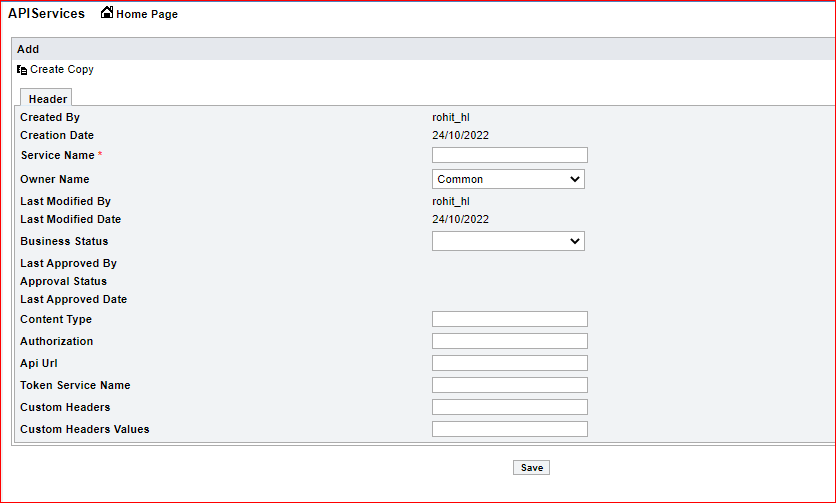 APIServices Home Page
Add
Create Copy
Header
Created By rohit_hl
Creation Date 24/10/2022
Service Name *
Owner Name Common
Last Modified By rohit_hl
Last Modified Date 24/10/2022
Business Status
Last Approved By
Approval Status
Last Approved Date
Content Type
Authorization
Api Url
Token Service Name
Custom Headers
Custom Headers Values
Save